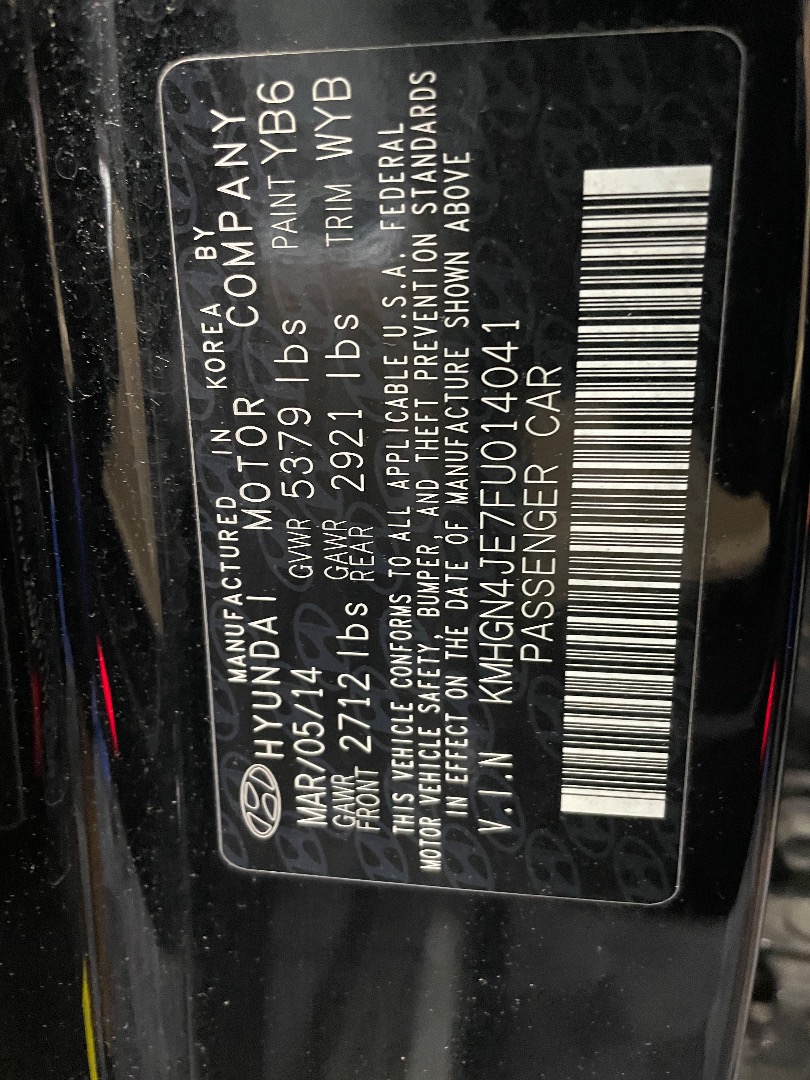 MANUFACTURED IN KOREA BY
HYUNDAI MOTOR COMPANY
MAR/05/14 GVWR 5379 lbs PAINT YB6
GAWR FRONT 2712 lbs GAWR REAR 2921 lbs TRIM WYB
THIS VEHICLE CONFORMS TO ALL APPLICABLE U.S.A. FEDERAL
MOTOR VEHICLE SAFETY, BUMPER, AND THEFT PREVENTION STANDARDS
IN EFFECT ON THE DATE OF MANUFACTURE SHOWN ABOVE
V.I.N KMHGN4JE7FU014041
PASSENGER CAR